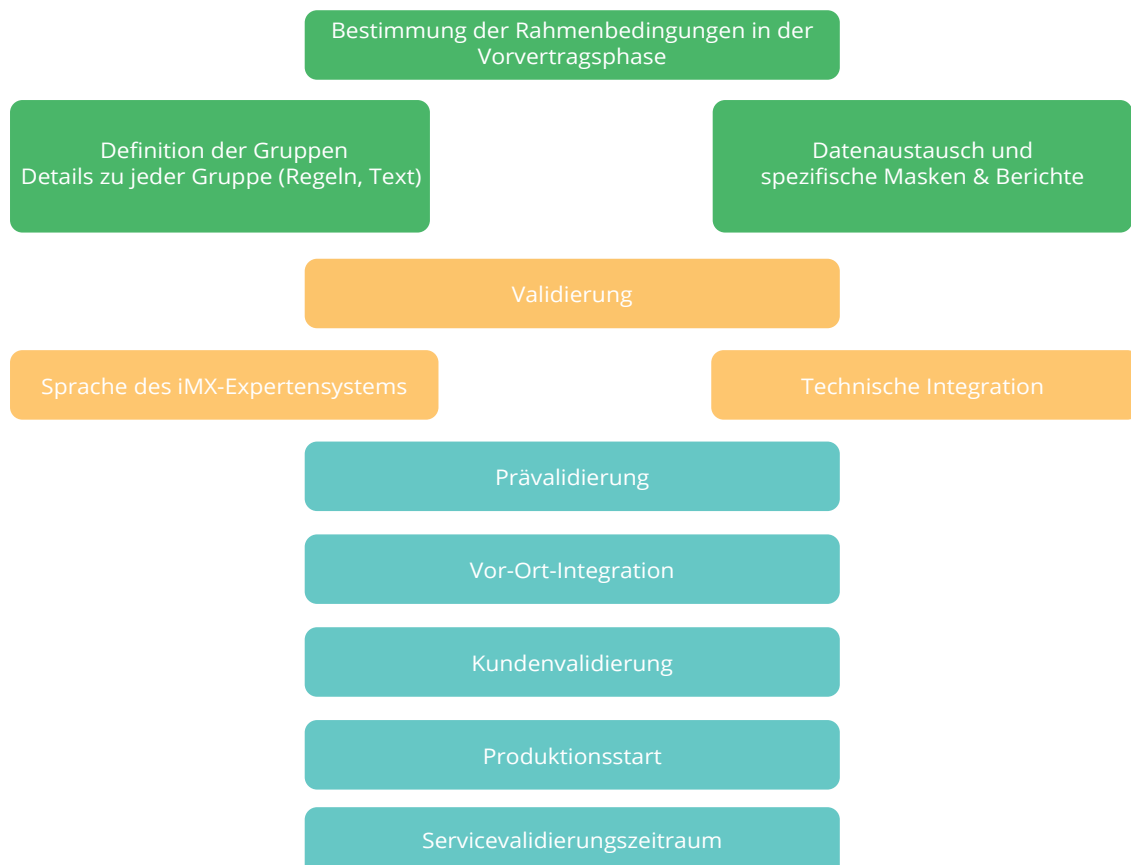 Bestimmung der Rahmenbedingungen in der
Vorvertragsphase
Definition der Gruppen
Details zu jeder Gruppe (Regeln, Text)
Datenaustausch und
spezifische Masken & Berichte
Validierung
Sprache des iMX-Expertensystems
Technische Integration
Prävalidierung
Vor-Ort-Integration
Kundenvalidierung
Produktionsstart
Servicevalidierungszeitraum